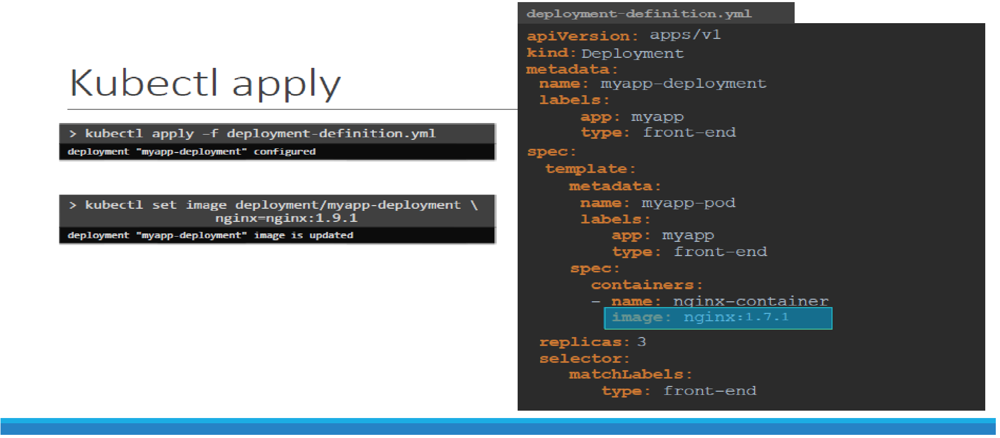 Kubectl apply
> kubectl apply –f deployment-definition.yml
deployment "myapp-deployment" configured
> kubectl set image deployment/myapp-deployment \
nginx=nginx:1.9.1
deployment "myapp-deployment" image is updated
deployment-definition.yml
apiVersion: apps/v1
kind: Deployment
metadata:
name: myapp-deployment
labels:
app: myapp
type: front-end
spec:
template:
metadata:
name: myapp-pod
labels:
app: myapp
type: front-end
spec:
containers:
- name: nginx-container
image: nginx:1.7.1
replicas: 3
selector:
matchLabels:
type: front-end